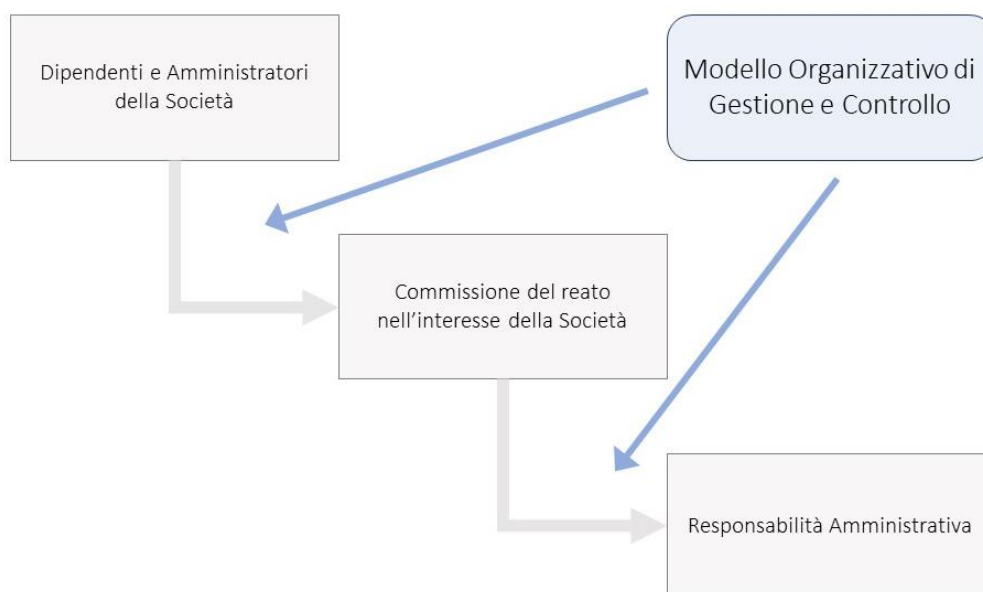 Dipendenti e Amministratori
della Società
Modello Organizzativo di
Gestione e Controllo
Commissione del reato
nell’interesse della Società
Responsabilità Amministrativa